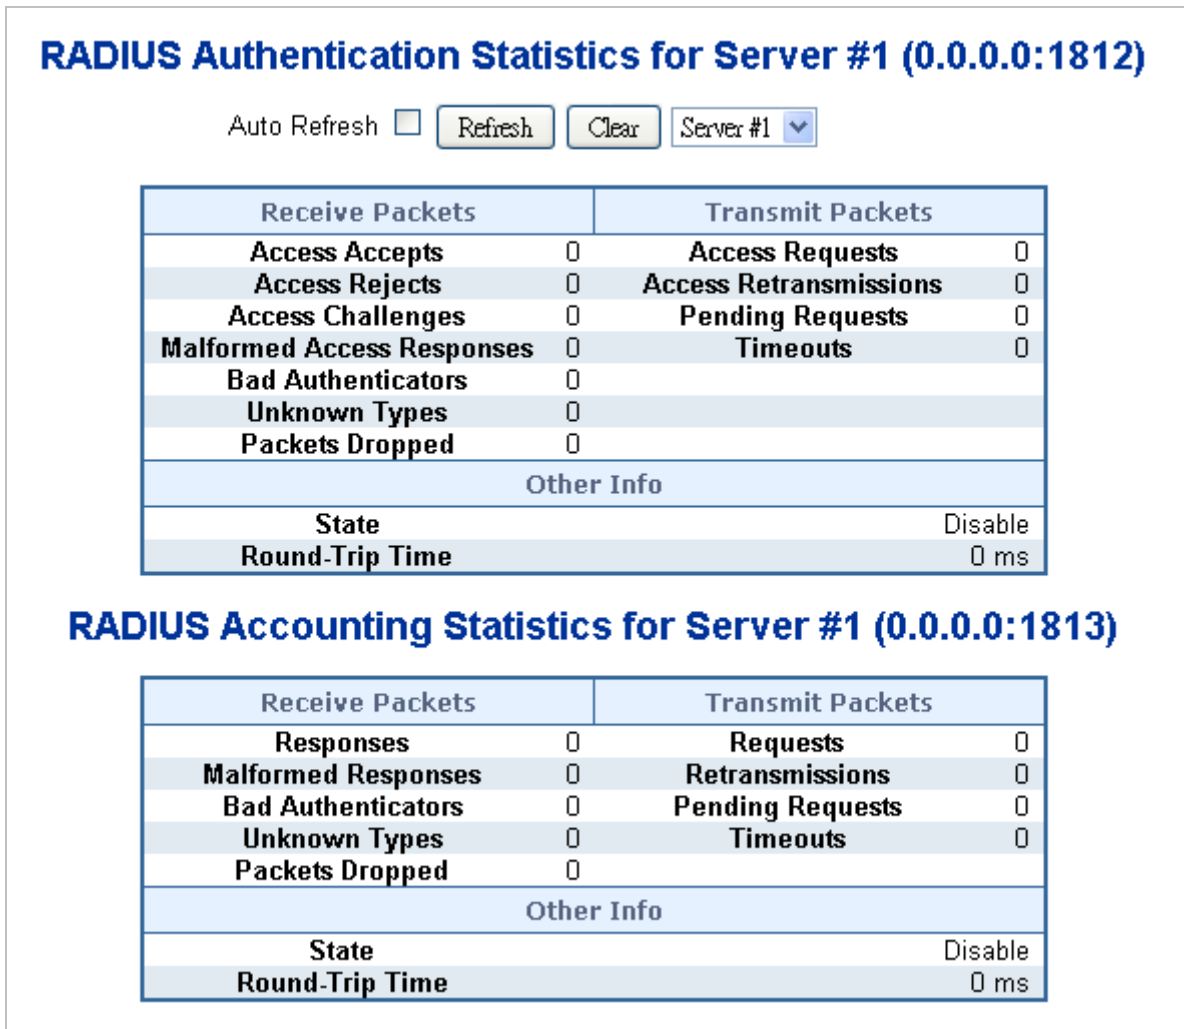 RADIUS Authentication Statistics for Server #1 (0.0.0.0:1812)
Auto Refresh Refresh Clear Server #1
Receive Packets Transmit Packets
Access Accepts 0 Access Requests 0
Access Rejects 0 Access Retransmissions 0
Access Challenges 0 Pending Requests 0
Malformed Access Responses 0 Timeouts 0
Bad Authenticators 0
Unknown Types 0
Packets Dropped 0
Other Info
State Disable
Round-Trip Time 0 ms
RADIUS Accounting Statistics for Server #1 (0.0.0.0:1813)
Receive Packets Transmit Packets
Responses 0 Requests 0
Malformed Responses 0 Retransmissions 0
Bad Authenticators 0 Pending Requests 0
Unknown Types 0 Timeouts 0
Packets Dropped 0
Other Info
State Disable
Round-Trip Time 0 ms